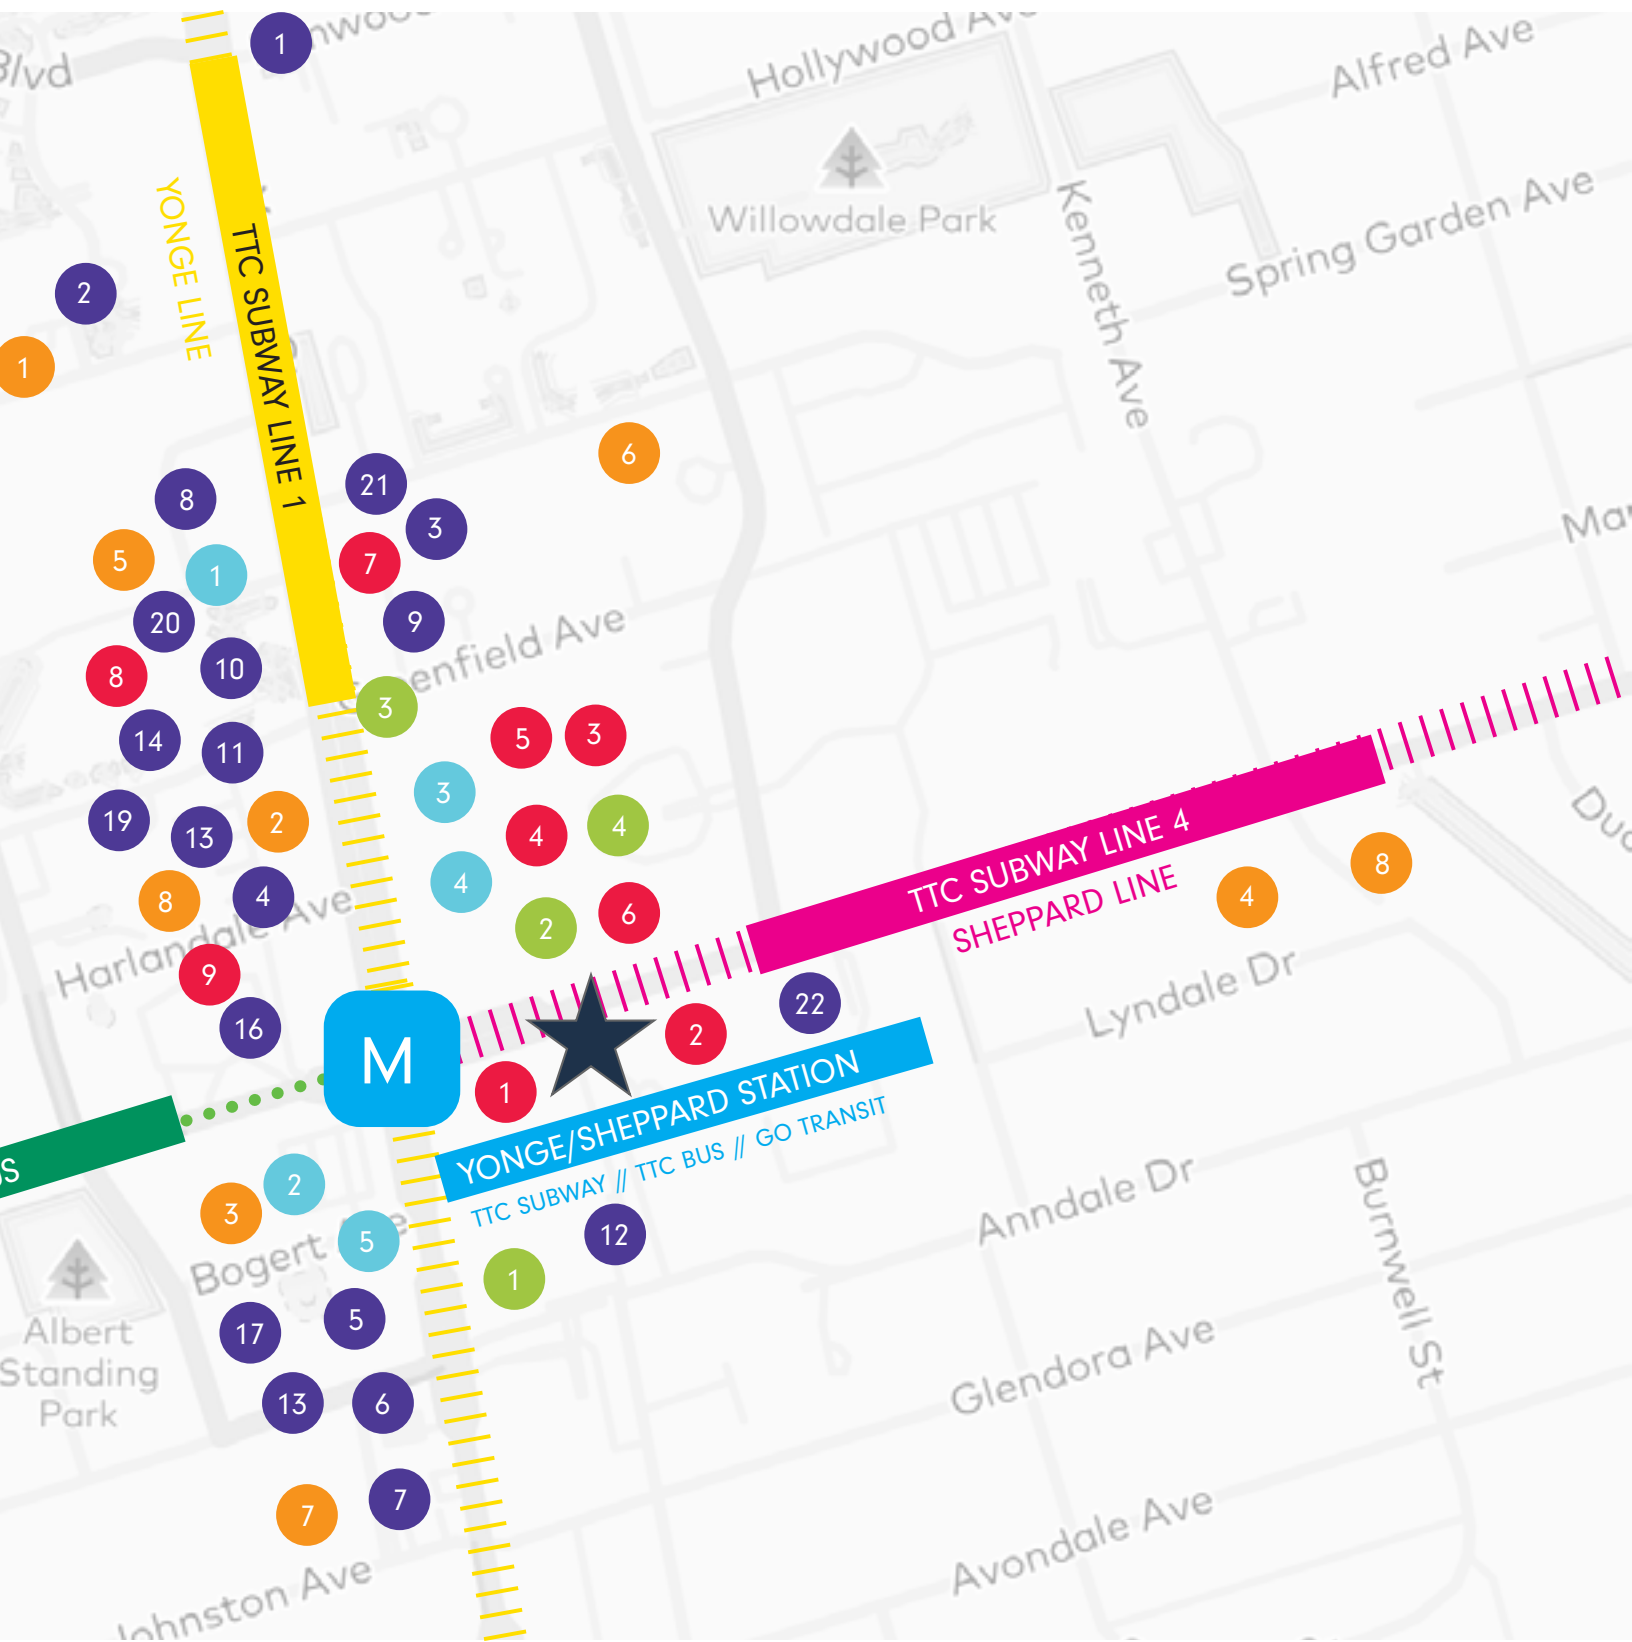 1
Hollywood Ave
Alfred Ave
Blvd
Willowdale Park
Kenneth Ave
Spring Garden Ave
YONGE LINE
TTC SUBWAY LINE 1
2
1
6
21
8
3
5
1
7
20
9
8
10
3
14
11
5
3
3
19
13
2
4
4
8
4
4
2
6
Harlandale Ave
9
16
TTC SUBWAY LINE 4
SHEPPARD LINE
8
4
22
2
1
M
Lyndale Dr
YONGE/SHEPPARD STATION
TTC SUBWAY // TTC BUS // GO TRANSIT
2
3
5
12
1
Bogert
Anndale Dr
Burnwell St
Albert
Standing
Park
17
5
13
6
Glendora Ave
7
7
Avondale Ave
Johnston Ave